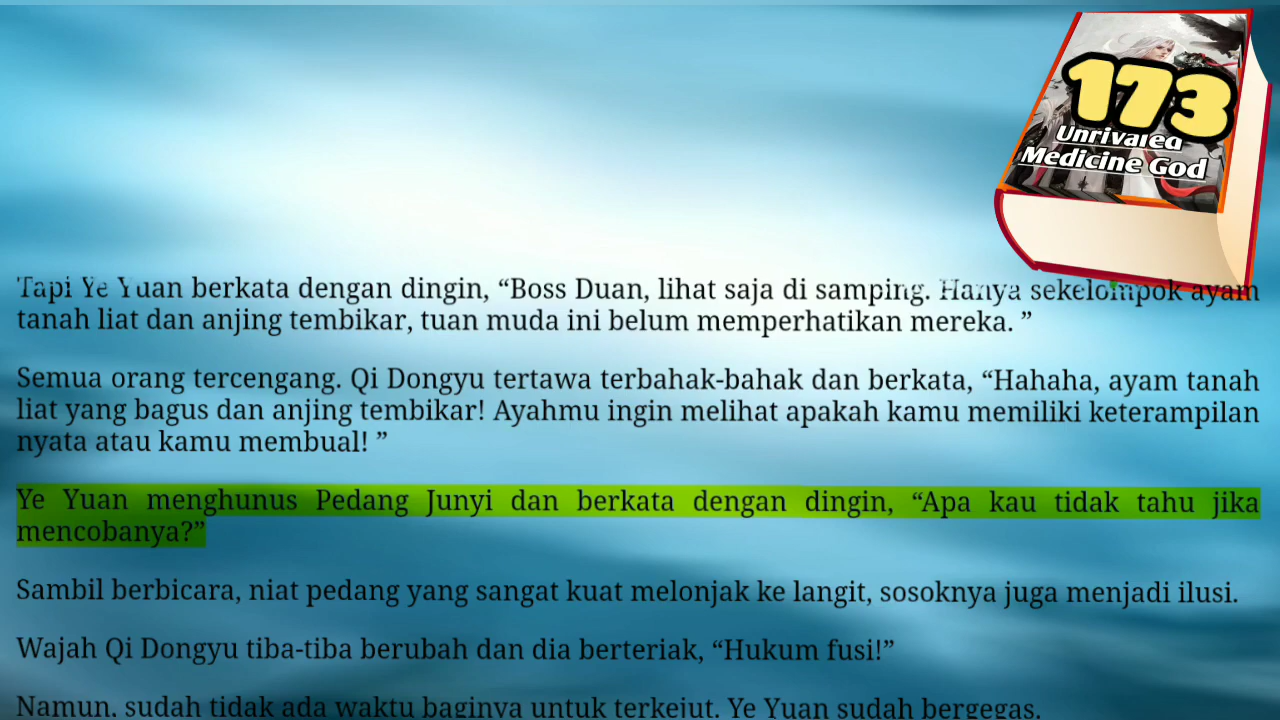 173
Unrivaled
Medicine God
Tapi Ye Yuan berkata dengan dingin, “Boss Duan, lihat saja di samping. Hanya sekelompok ayam
tanah liat dan anjing tembikar, tuan muda ini belum memperhatikan mereka. ”
Semua orang tercengang. Qi Dongyu tertawa terbahak-bahak dan berkata, “Hahaha, ayam tanah
liat yang bagus dan anjing tembikar! Ayahmu ingin melihat apakah kamu memiliki keterampilan
nyata atau kamu membual! ”
Ye Yuan menghunus Pedang Junyi dan berkata dengan dingin, “Apa kau tidak tahu jika
mencobanya?”
Sambil berbicara, niat pedang yang sangat kuat melonjak ke langit, sosoknya juga menjadi ilusi.
Wajah Qi Dongyu tiba-tiba berubah dan dia berteriak, “Hukum fusi!”
Namun, sudah tidak ada waktu baginya untuk terkejut. Ye Yuan sudah bergegas.